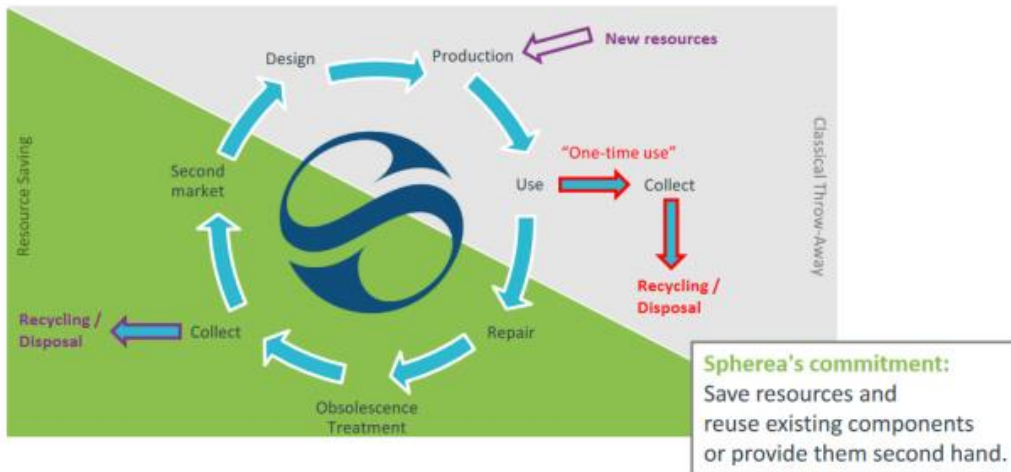 Design
Production
New resources
Resource Saving
Classical Throw-Away
Second
market
"One-time use"
Use
Collect
Recycling /
Disposal
Recycling /
Disposal
Collect
Repair
Obsolescence
Treatment
Spherea's commitment:
Save resources and
reuse existing components
or provide them second hand.